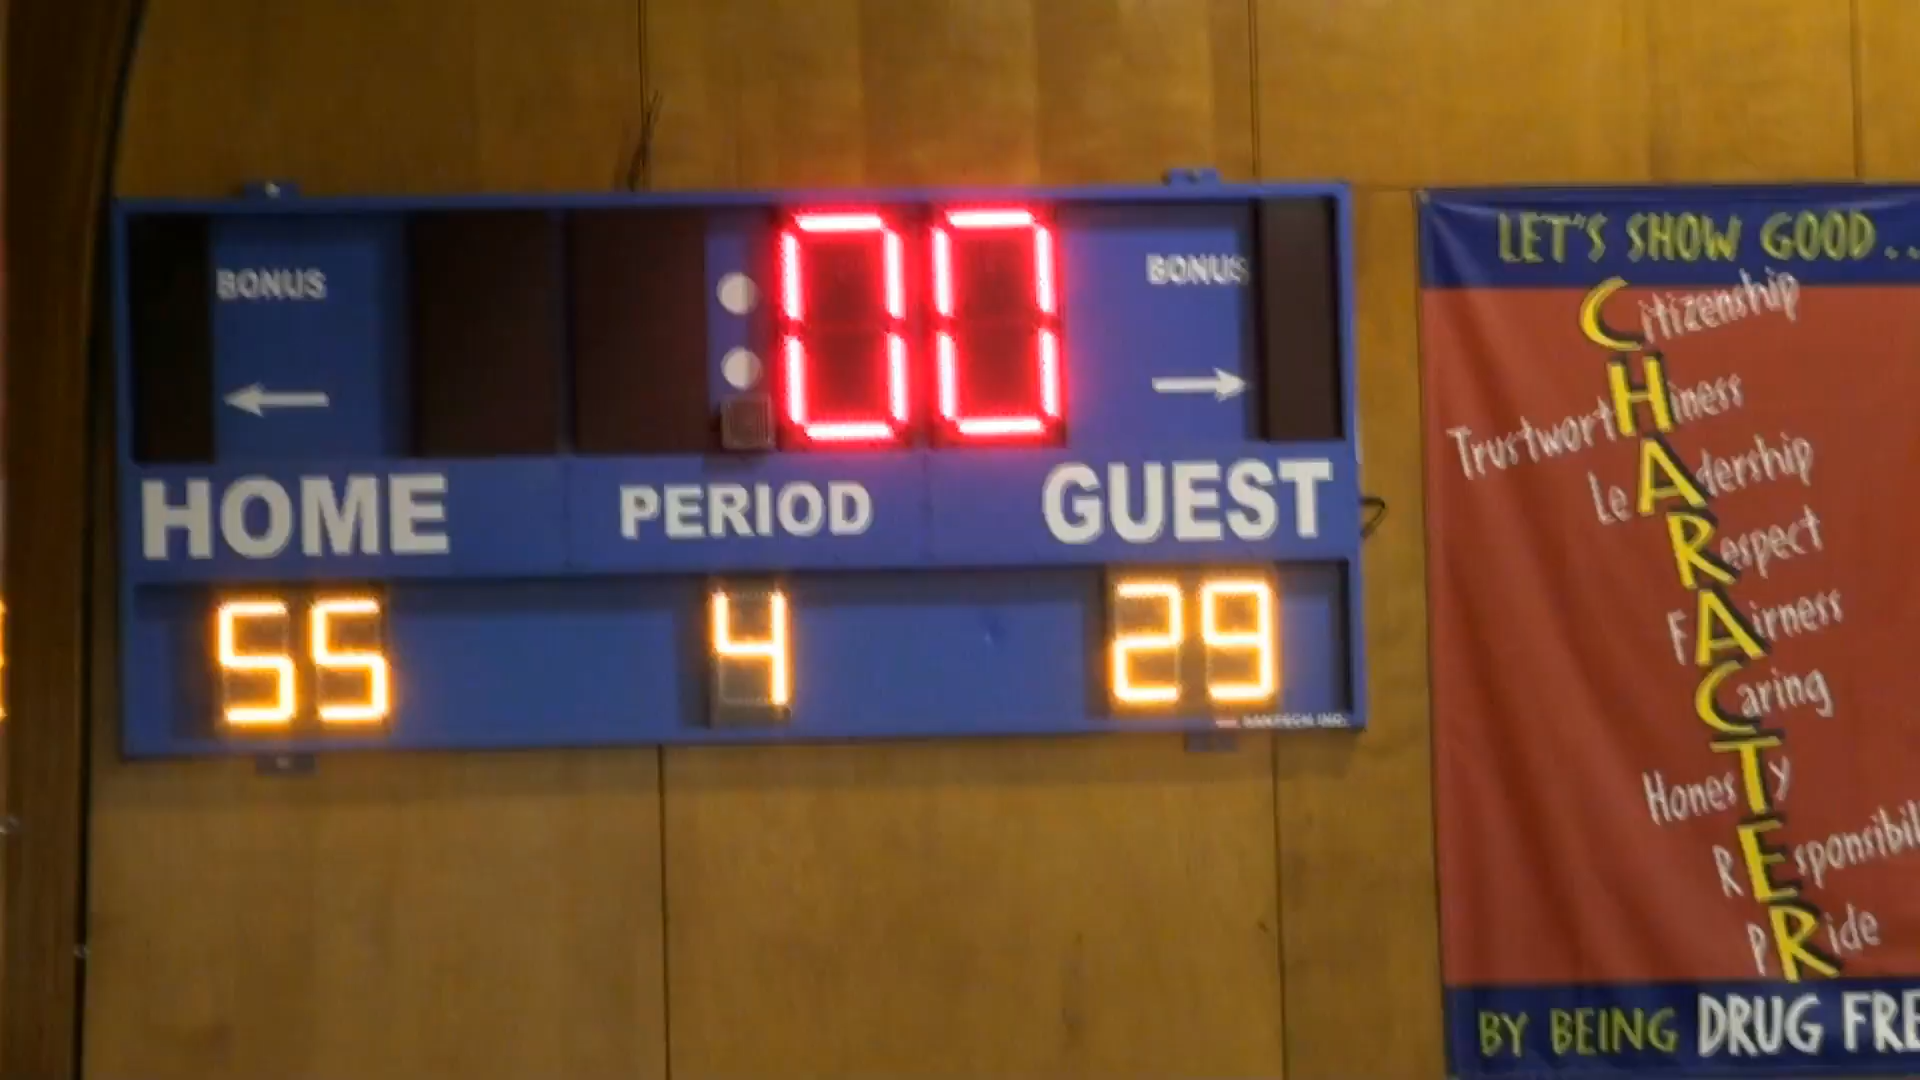 00
BONUS
BONUS
HOME PERIOD GUEST
55 4 29
LET'S SHOW GOOD . .
Citizenship
Trustworthiness
LeAdership
Respect
FAirness
Caring
HonesTy
REsponsibil
PRide
BY BEING DRUG FRE